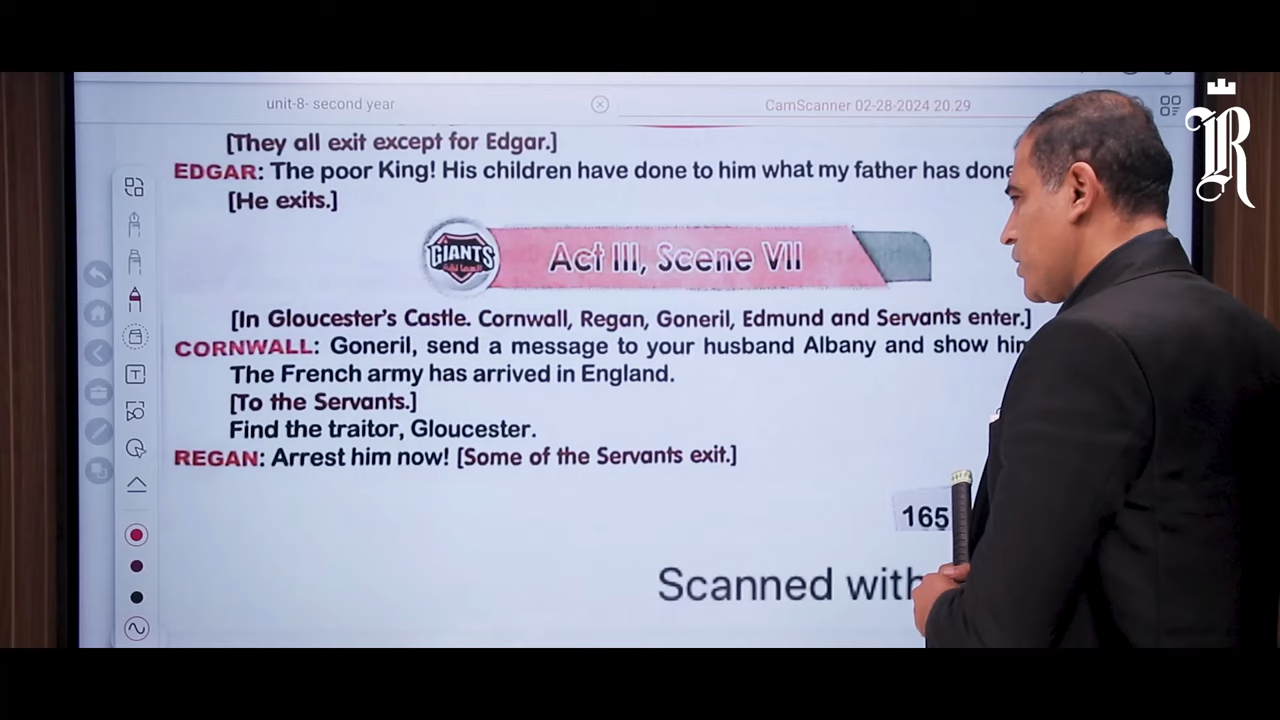 unit-8- second year
CamScanner 02-28-2024 20.29
[They all exit except for Edgar.]
EDGAR: The poor King! His children have done to him what my father has done
[He exits.]
GIANTS
العمالقة
Act III, Scene VII
[In Gloucester's Castle. Cornwall, Regan, Goneril, Edmund and Servants enter.]
CORNWALL: Goneril, send a message to your husband Albany and show him
The French army has arrived in England.
[To the Servants.]
Find the traitor, Gloucester.
REGAN: Arrest him now! [Some of the Servants exit.]
165
Scanned with
R